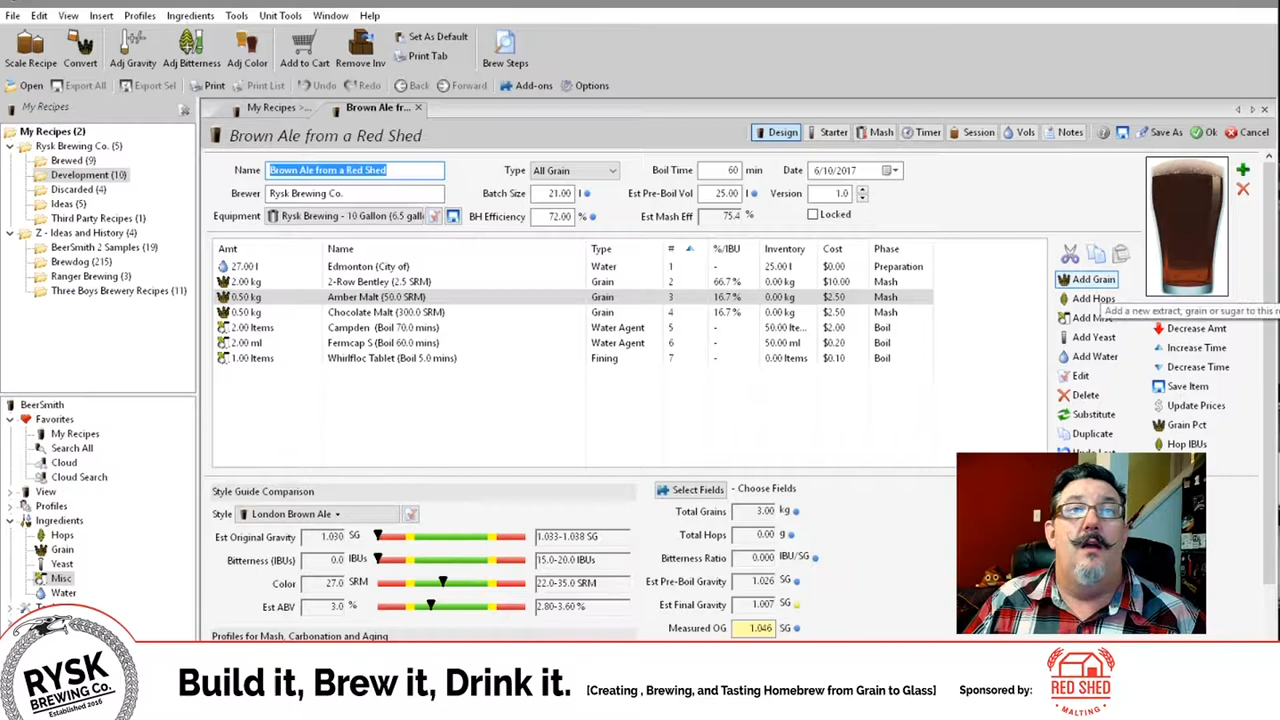 File Edit View Insert Profiles Ingredients Tools Unit Tools Window Help
Scale Recipe Convert Adj Gravity Adj Bitterness Adj Color Add to Cart Remove Inv Set As Default Print Tab Brew Steps
Open Export All Export Sel Print Print List Undo Redo Back Forward Add-ons Options
My Recipes
My Recipes (2)
Rysk Brewing Co. (5)
Brewed (9)
Development (10)
Discarded (4)
Ideas (5)
Third Party Recipes (1)
Z - Ideas and History (4)
BeerSmith 2 Samples (19)
Brewdog (215)
Ranger Brewing (3)
Three Boys Brewery Recipes (11)
BeerSmith
Favorites
My Recipes
Search All
Cloud
Cloud Search
View
Profiles
Ingredients
Hops
Grain
Yeast
Misc
Water
My Recipes >... Brown Ale fr...
Brown Ale from a Red Shed Design Starter Mash Timer Session Vols Notes Save As Ok Cancel
Name Brown Ale from a Red Shed Type All Grain Boil Time 60 min Date 6/10/2017
Brewer Rysk Brewing Co. Batch Size 21.00 l Est Pre-Boil Vol 25.00 l Version 1.0
Equipment Rysk Brewing - 10 Gallon (6.5 gall BH Efficiency 72.00 % Est Mash Eff 75.4 % Locked
Amt Name Type # %/IBU Inventory Cost Phase
27.00 l Edmonton (City of) Water 1 - 25.00 l $0.00 Preparation
2.00 kg 2-Row Bentley (2.5 SRM) Grain 2 66.7 % 0.00 kg $10.00 Mash
0.50 kg Amber Malt (50.0 SRM) Grain 3 16.7 % 0.00 kg $2.50 Mash
0.50 kg Chocolate Malt (300.0 SRM) Grain 4 16.7 % 0.00 kg $2.50 Mash
2.00 Items Campden (Boil 70.0 mins) Water Agent 5 - 50.00 Ite... $2.00 Boil
2.00 ml Fermcap S (Boil 60.0 mins) Water Agent 6 - 50.00 ml $0.20 Boil
1.00 Items Whirlfloc Tablet (Boil 5.0 mins) Fining 7 - 0.00 Items $0.10 Boil
Add Grain
Add Hops
Add a new extract, grain or sugar to this r
Add Mis
Add Yeast
Add Water
Edit
Delete
Substitute
Duplicate
Decrease Amt
Increase Time
Decrease Time
Save Item
Update Prices
Grain Pct
Hop IBUs
Style Guide Comparison
Style London Brown Ale
Est Original Gravity 1.030 SG 1.033-1.038 SG
Bitterness (IBUs) 0.0 IBUs 15.0-20.0 IBUs
Color 27.0 SRM 22.0-35.0 SRM
Est ABV 3.0 % 2.80-3.60 %
Profiles for Mash, Carbonation and Aging
Select Fields - Choose Fields
Total Grains 3.00 kg
Total Hops 0.00 g
Bitterness Ratio 0.000 IBU/SG
Est Pre-Boil Gravity 1.026 SG
Est Final Gravity 1.007 SG
Measured OG 1.046 SG
RYSK
BREWING Co.
Established 2016
Build it, Brew it, Drink it. [Creating , Brewing, and Tasting Homebrew from Grain to Glass] Sponsored by:
RED SHED
MALTING